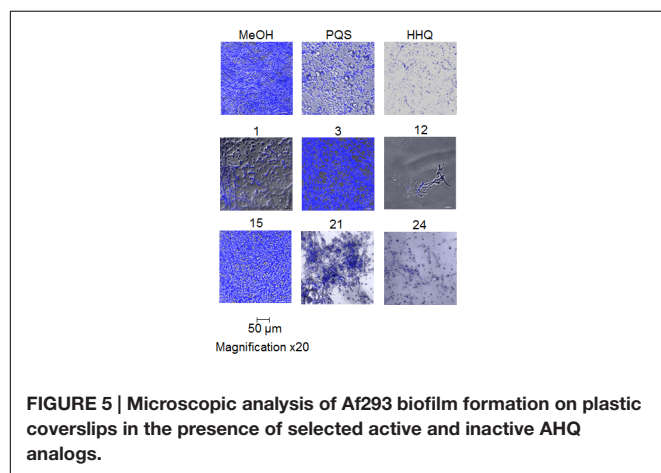 MeOH PQS HHQ
1 3 12
15 21 24
50 µm
Magnification x20
FIGURE 5 | Microscopic analysis of Af293 biofilm formation on plastic
coverslips in the presence of selected active and inactive AHQ
analogs.